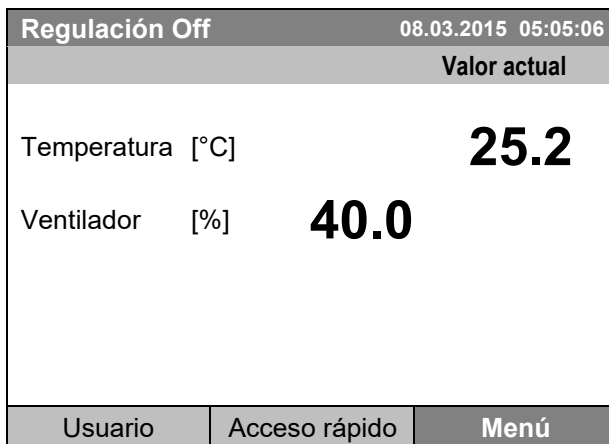 Regulación Off 08.03.2015 05:05:06
Valor actual
Temperatura [°C] 25.2
Ventilador [%] 40.0
Usuario Acceso rápido Menú